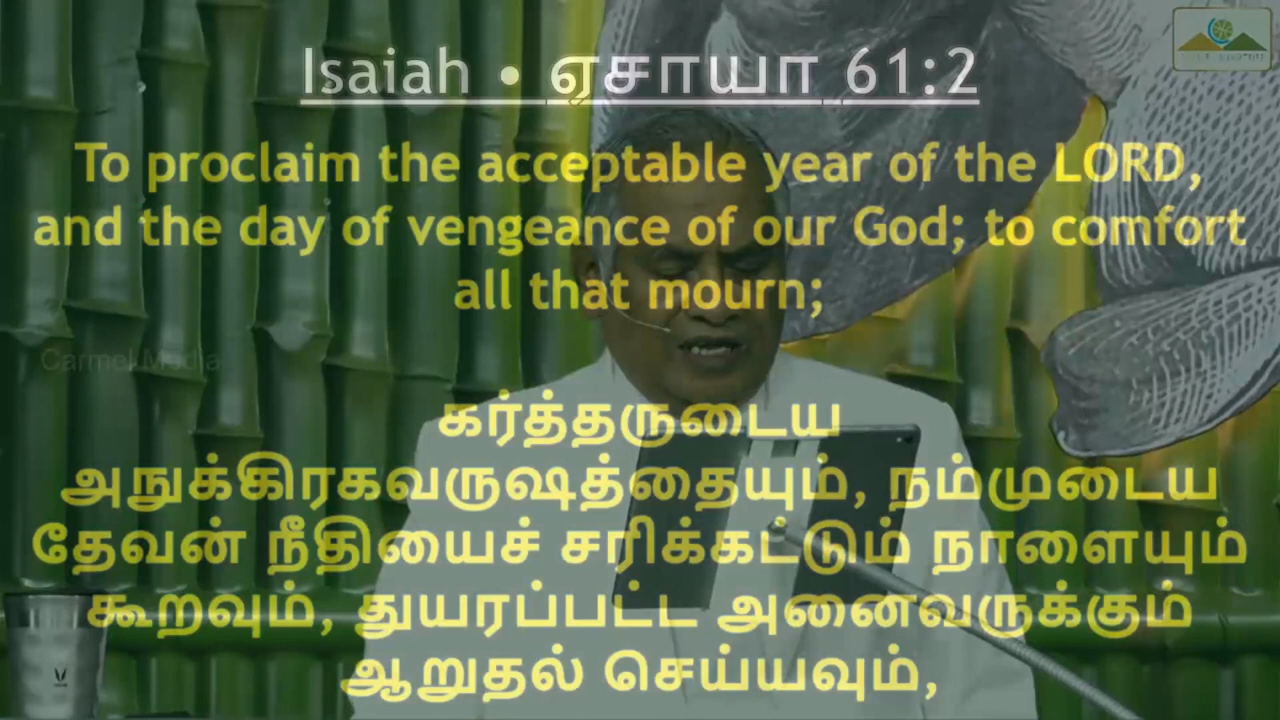 Isaiah • ஏசாயா 61:2
To proclaim the acceptable year of the LORD,
and the day of vengeance of our God; to comfort
all that mourn;
Carmel Media
கர்த்தருடைய
அநுக்கிரகவருஷத்தையும், நம்முடைய
தேவன் நீதியைச் சரிக்கட்டும் நாளையும்
கூறவும், துயரப்பட்ட அனைவருக்கும்
ஆறுதல் செய்யவும்,